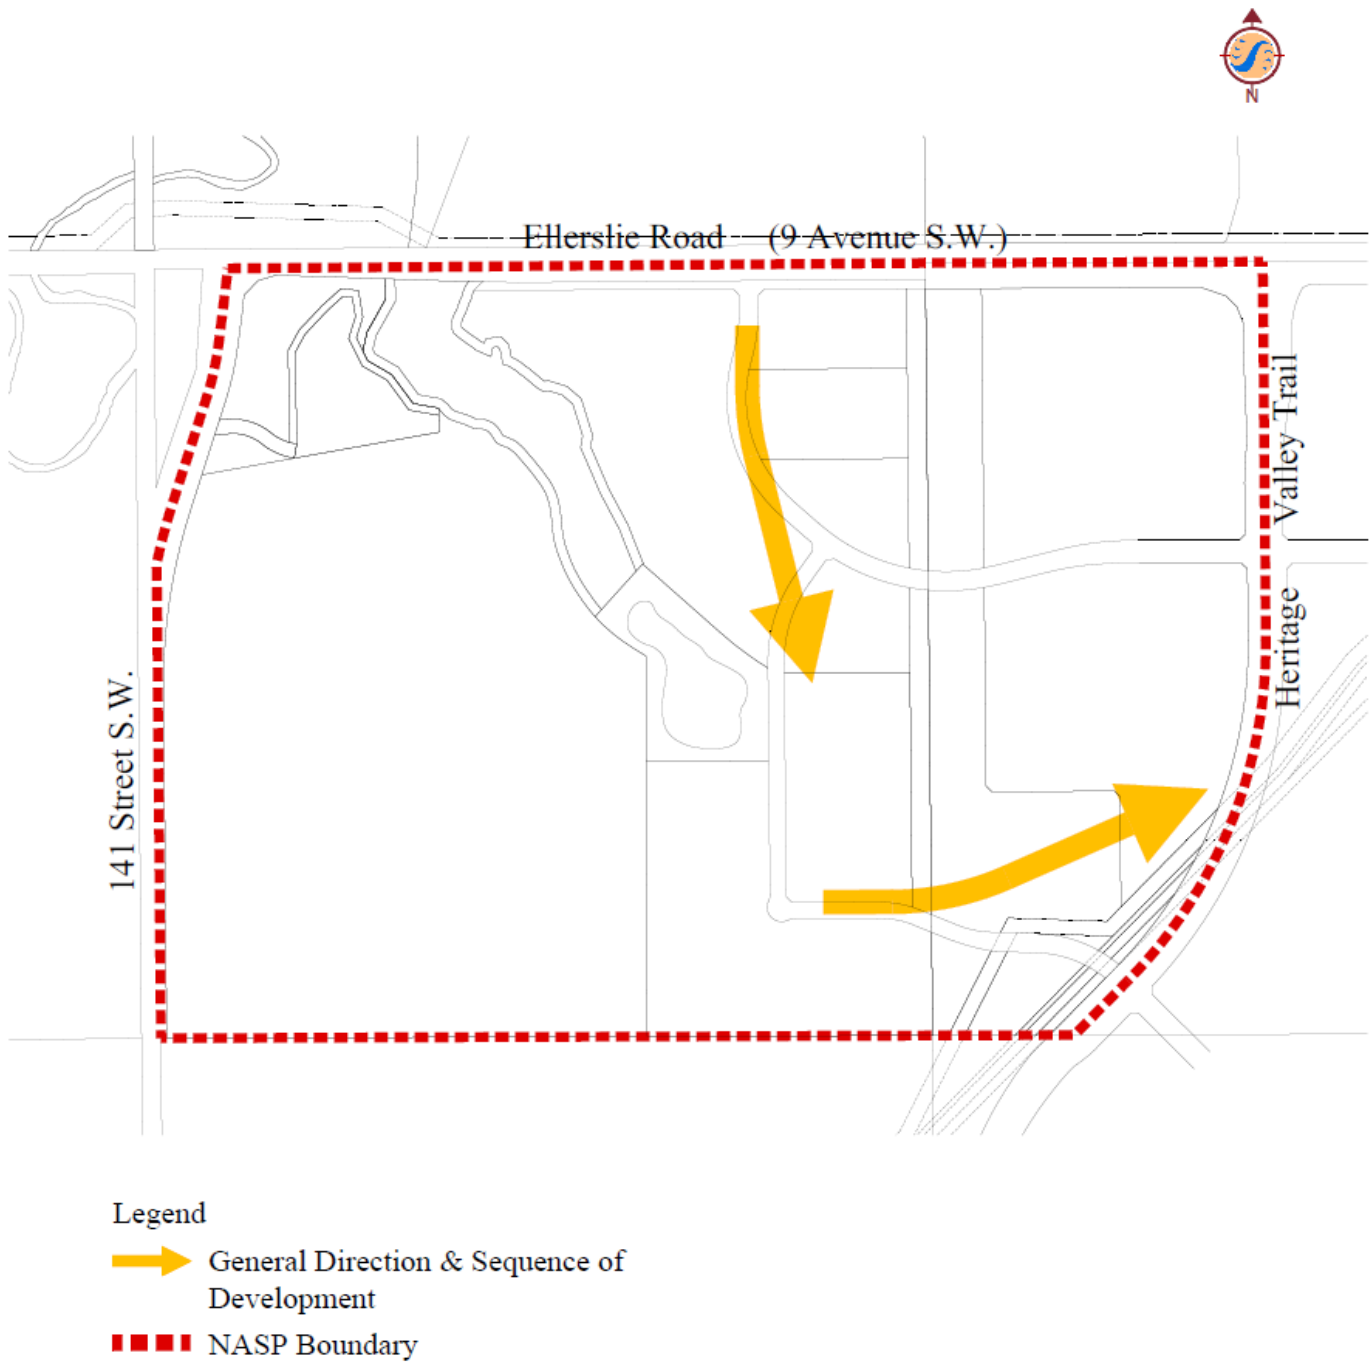 N
Ellerslie Road (9 Avenue S.W.)
Heritage Valley Trail
141 Street S.W.
Legend
General Direction & Sequence of
Development
NASP Boundary